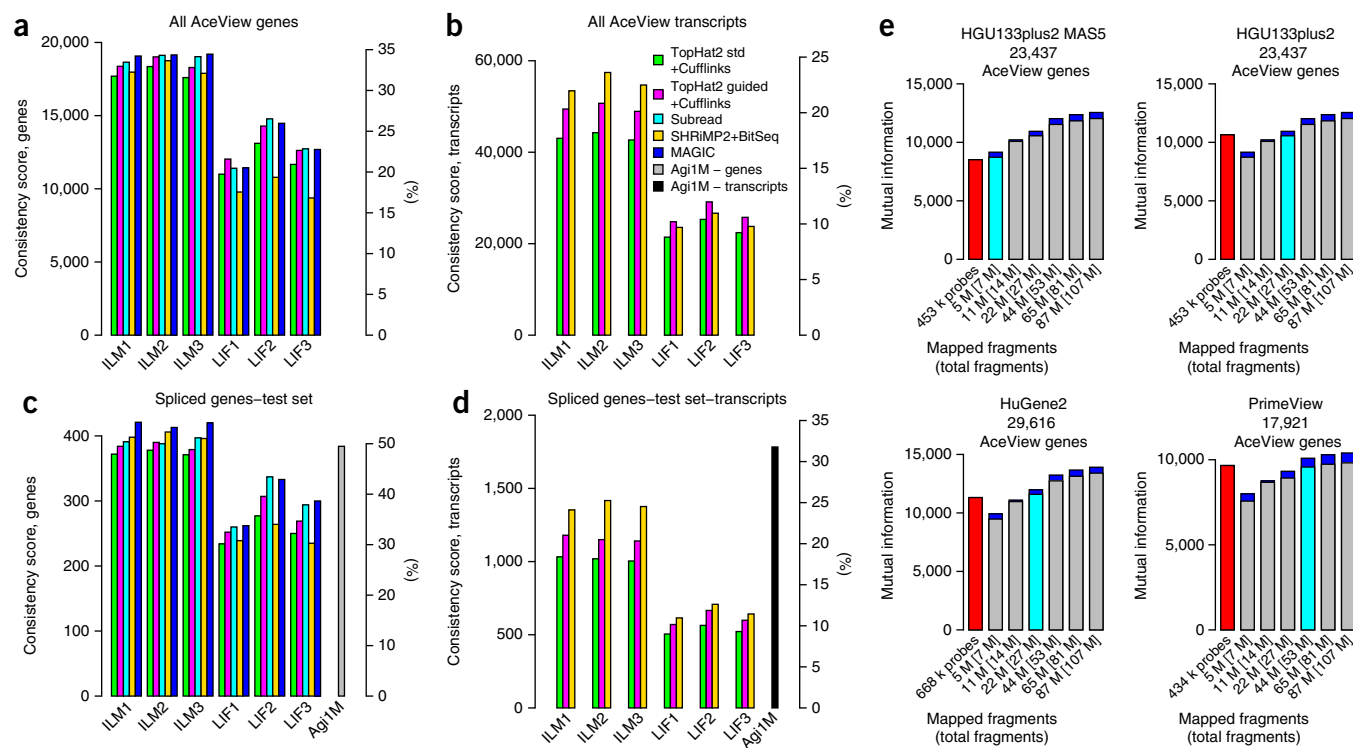 a
All AceView genes
Consistency score, genes
20,000
15,000
10,000
5,000
0
35
30
25
20
15
10
5
0
(%)
ILM1
ILM2
ILM3
LIF1
LIF2
LIF3
b
All AceView transcripts
Consistency score, transcripts
60,000
40,000
20,000
0
TopHat2 std
+Cufflinks
TopHat2 guided
+Cufflinks
Subread
SHRiMP2+BitSeq
MAGIC
Agi1M – genes
Agi1M – transcripts
25
20
15
10
5
0
(%)
ILM1
ILM2
ILM3
LIF1
LIF2
LIF3
c
Spliced genes–test set
Consistency score, genes
400
300
200
100
0
50
40
30
20
10
0
(%)
ILM1
ILM2
ILM3
LIF1
LIF2
LIF3
Agi1M
d
Spliced genes–test set–transcripts
Consistency score, transcripts
2,000
1,500
1,000
500
0
35
30
25
20
15
10
5
0
(%)
ILM1
ILM2
ILM3
LIF1
LIF2
LIF3
Agi1M
e
HGU133plus2 MAS5
23,437
AceView genes
Mutual information
15,000
10,000
5,000
0
453 k probes
5 M [7 M]
11 M [14 M]
22 M [27 M]
44 M [53 M]
65 M [81 M]
87 M [107 M]
Mapped fragments
(total fragments)
HGU133plus2
23,437
AceView genes
Mutual information
15,000
10,000
5,000
0
453 k probes
5 M [7 M]
11 M [14 M]
22 M [27 M]
44 M [53 M]
65 M [81 M]
87 M [107 M]
Mapped fragments
(total fragments)
HuGene2
29,616
AceView genes
Mutual information
15,000
10,000
5,000
0
668 k probes
5 M [7 M]
11 M [14 M]
22 M [27 M]
44 M [53 M]
65 M [81 M]
87 M [107 M]
Mapped fragments
(total fragments)
PrimeView
17,921
AceView genes
Mutual information
10,000
5,000
0
434 k probes
5 M [7 M]
11 M [14 M]
22 M [27 M]
44 M [53 M]
65 M [81 M]
87 M [107 M]
Mapped fragments
(total fragments)